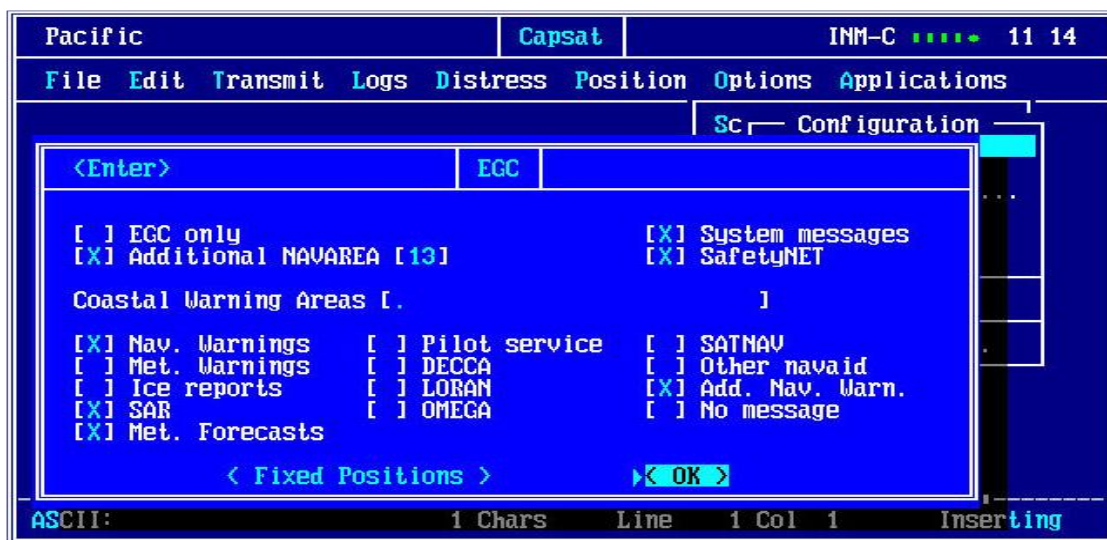 Pacific Capsat INM-C 11 14
File Edit Transmit Logs Distress Position Options Applications
Sc Configuration
<Enter> EGC
...
[ ] EGC only [X] System messages
[X] Additional NAVAREA [13] [X] SafetyNET
Coastal Warning Areas [. ]
[X] Nav. Warnings [ ] Pilot service [ ] SATNAV
[ ] Met. Warnings [ ] DECCA [ ] Other navaid
[ ] Ice reports [ ] LORAN [X] Add. Nav. Warn.
[X] SAR [ ] OMEGA [ ] No message
[X] Met. Forecasts
< Fixed Positions > < OK >
ASCII: 1 Chars Line 1 Col 1 Inserting